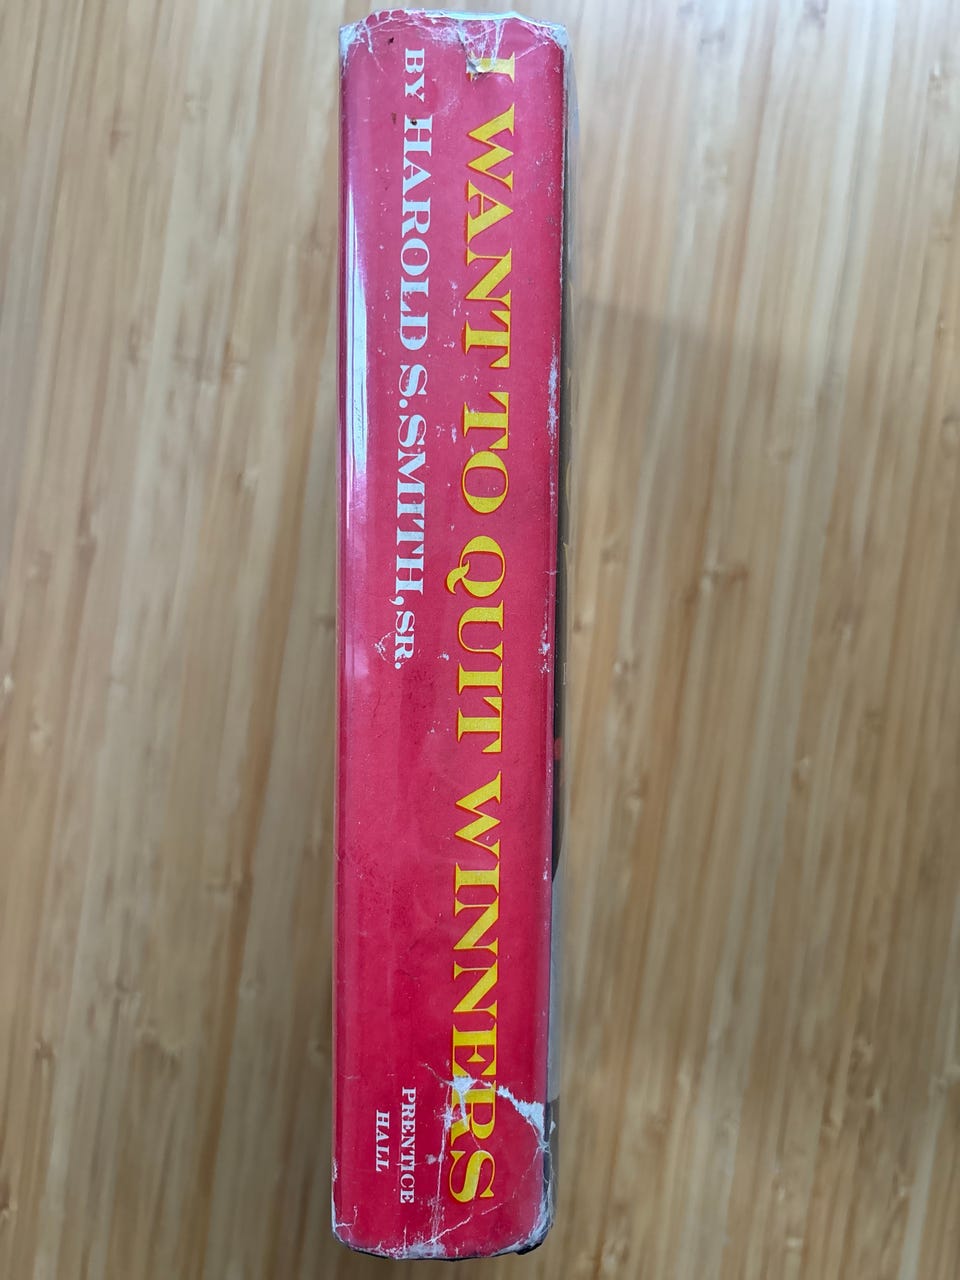 I WANT TO QUIT WINNERS
BY HAROLD S. SMITH, SR.
PRENTICE
HALL